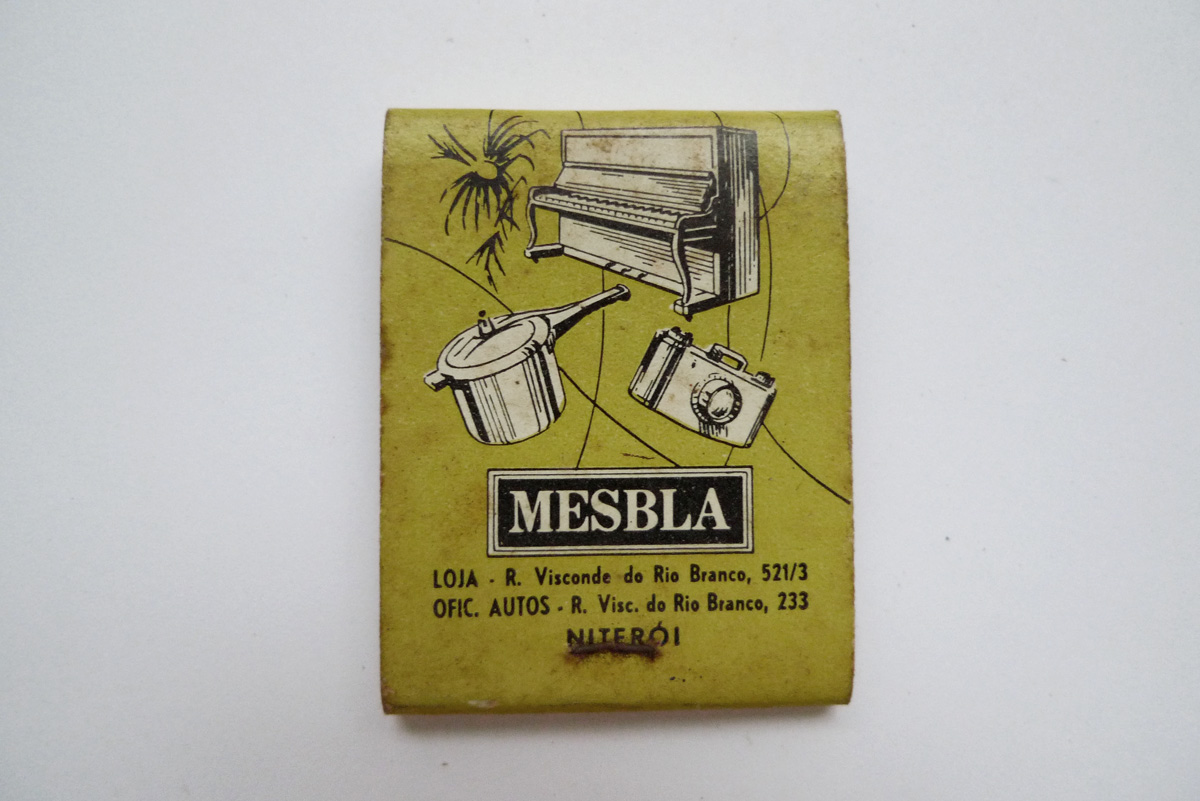 MESBLA
LOJA - R. Visconde do Rio Branco, 521/3
OFIC. AUTOS - R. Visc. do Rio Branco, 233
NITERÓI